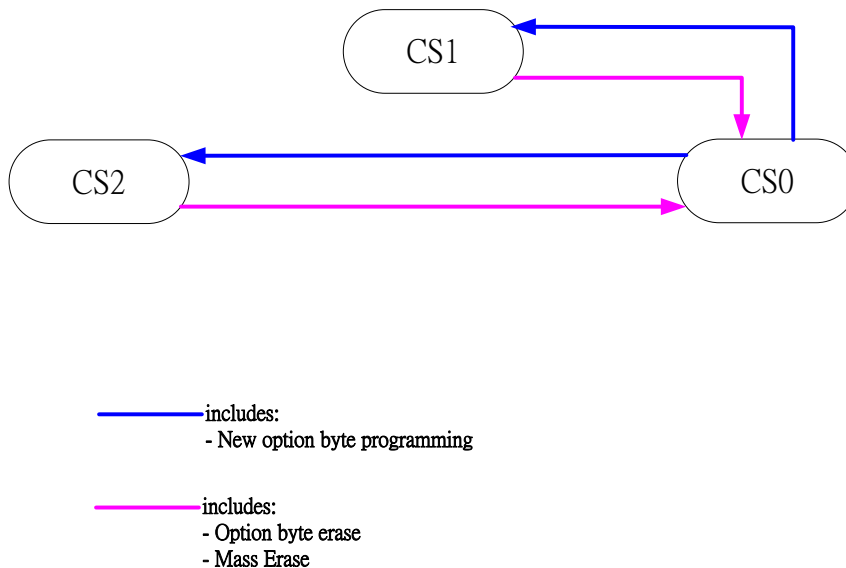 CS1
CS2
CS0
includes:
- New option byte programming
includes:
- Option byte erase
- Mass Erase